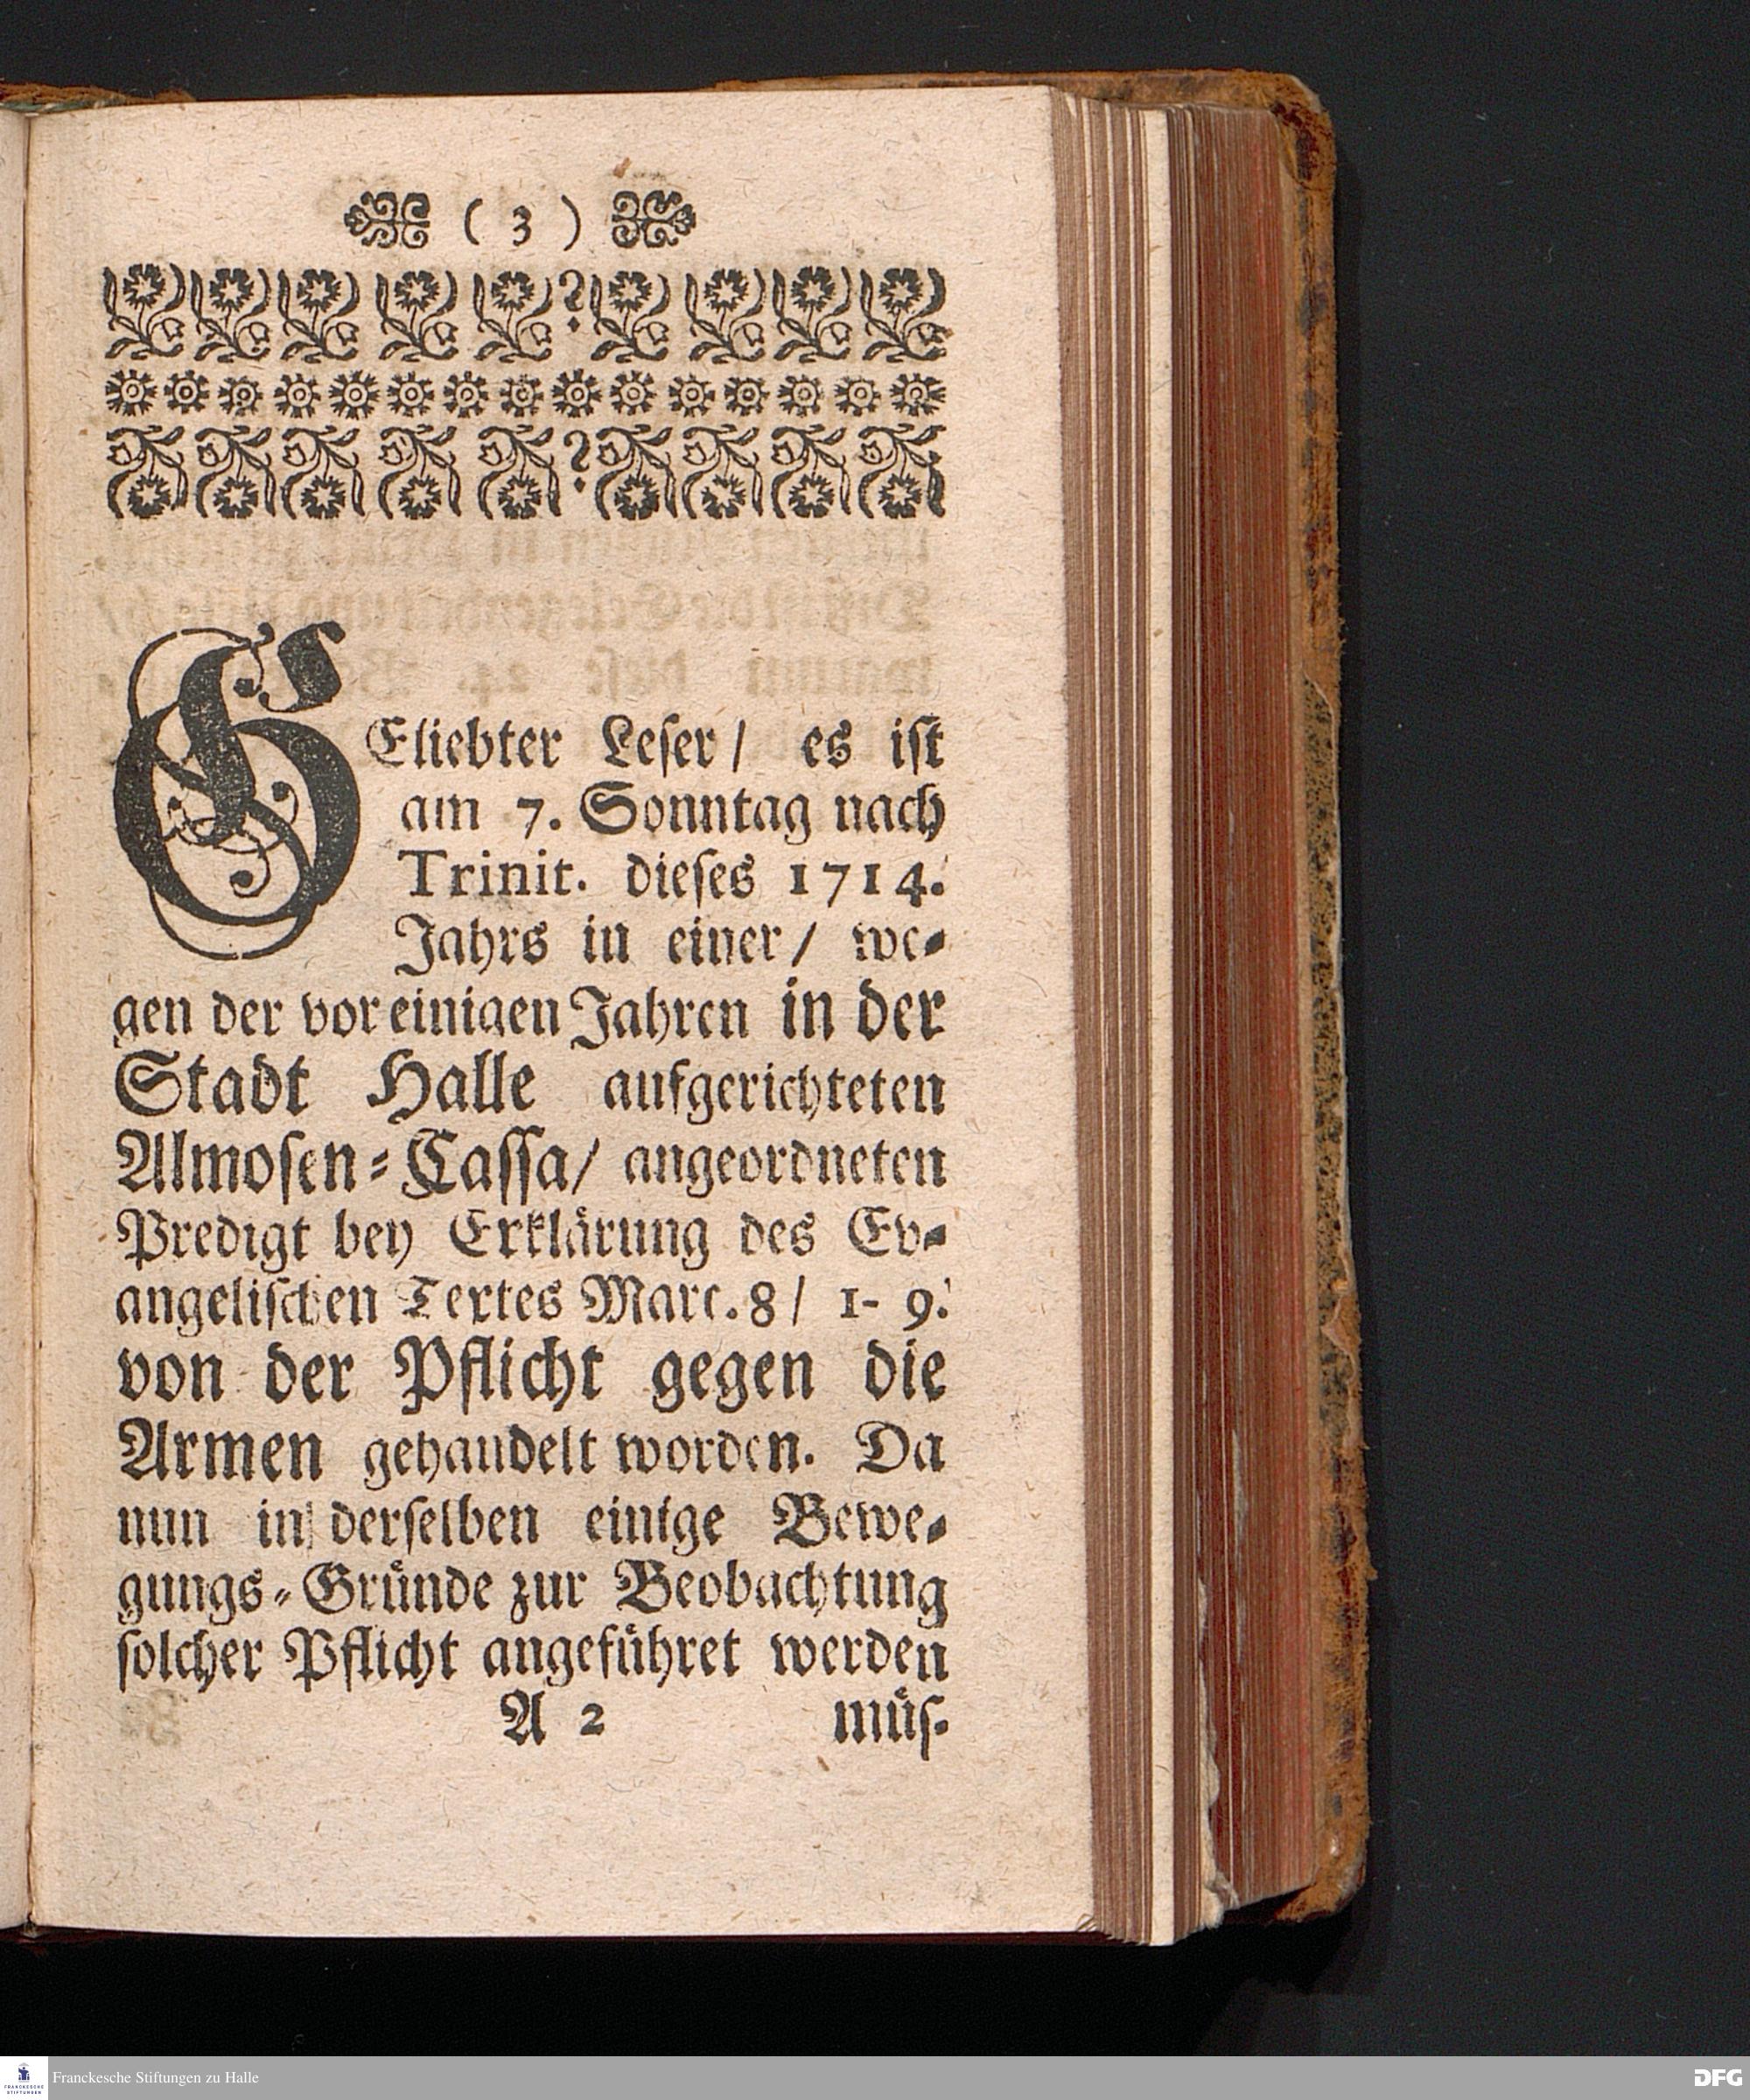 ( 3 )
GEliebter Leser/ es ist
am 7. Sonntag nach
Trinit. dieses 1714.
Jahrs in einer/ we-
gen der vor einigen Jahren in der
Stadt Halle aufgerichteten
Almosen-Cassa/ angeordneten
Predigt bey Erklärung des Ev-
angelischen Textes Marc. 8/ 1-9.
von der Pflicht gegen die
Armen gehandelt worden. Da
nun in derselben einige Bewe-
gungs-Gründe zur Beobachtung
solcher Pflicht angeführet werden
A 2 müs-
FRANCKESCHE
STIFTUNGEN
Franckesche Stiftungen zu Halle
DFG